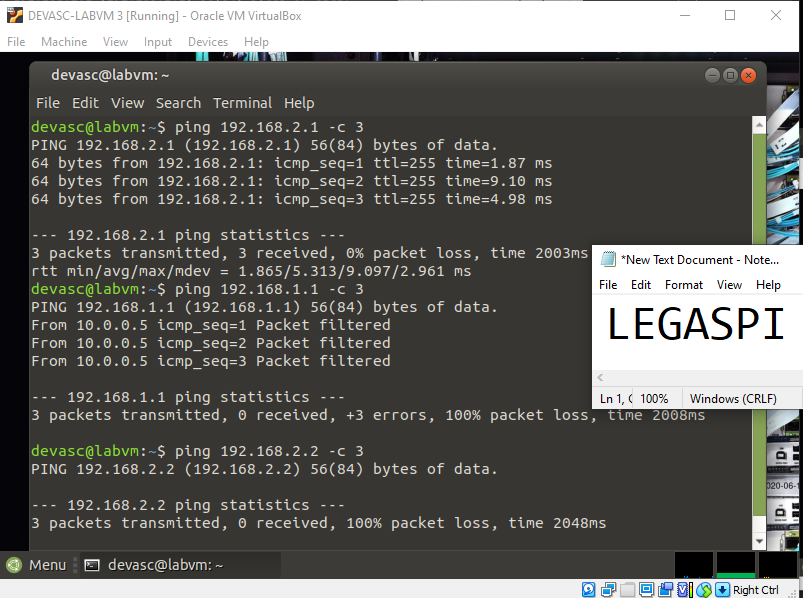 DEVASC-LABVM 3 [Running] - Oracle VM VirtualBox
File Machine View Input Devices Help
devasc@labvm: ~
File Edit View Search Terminal Help
devasc@labvm:~$ ping 192.168.2.1 -c 3
PING 192.168.2.1 (192.168.2.1) 56(84) bytes of data.
64 bytes from 192.168.2.1: icmp_seq=1 ttl=255 time=1.87 ms
64 bytes from 192.168.2.1: icmp_seq=2 ttl=255 time=9.10 ms
64 bytes from 192.168.2.1: icmp_seq=3 ttl=255 time=4.98 ms
--- 192.168.2.1 ping statistics ---
3 packets transmitted, 3 received, 0% packet loss, time 2003ms
rtt min/avg/max/mdev = 1.865/5.313/9.097/2.961 ms
devasc@labvm:~$ ping 192.168.1.1 -c 3
PING 192.168.1.1 (192.168.1.1) 56(84) bytes of data.
From 10.0.0.5 icmp_seq=1 Packet filtered
From 10.0.0.5 icmp_seq=2 Packet filtered
From 10.0.0.5 icmp_seq=3 Packet filtered
--- 192.168.1.1 ping statistics ---
3 packets transmitted, 0 received, +3 errors, 100% packet loss, time 2008ms
devasc@labvm:~$ ping 192.168.2.2 -c 3
PING 192.168.2.2 (192.168.2.2) 56(84) bytes of data.
--- 192.168.2.2 ping statistics ---
3 packets transmitted, 0 received, 100% packet loss, time 2048ms
*New Text Document - Note...
File Edit Format View Help
LEGASPI
Ln 1, C 100% Windows (CRLF)
2020-06-1
Menu devasc@labvm: ~
Right Ctrl